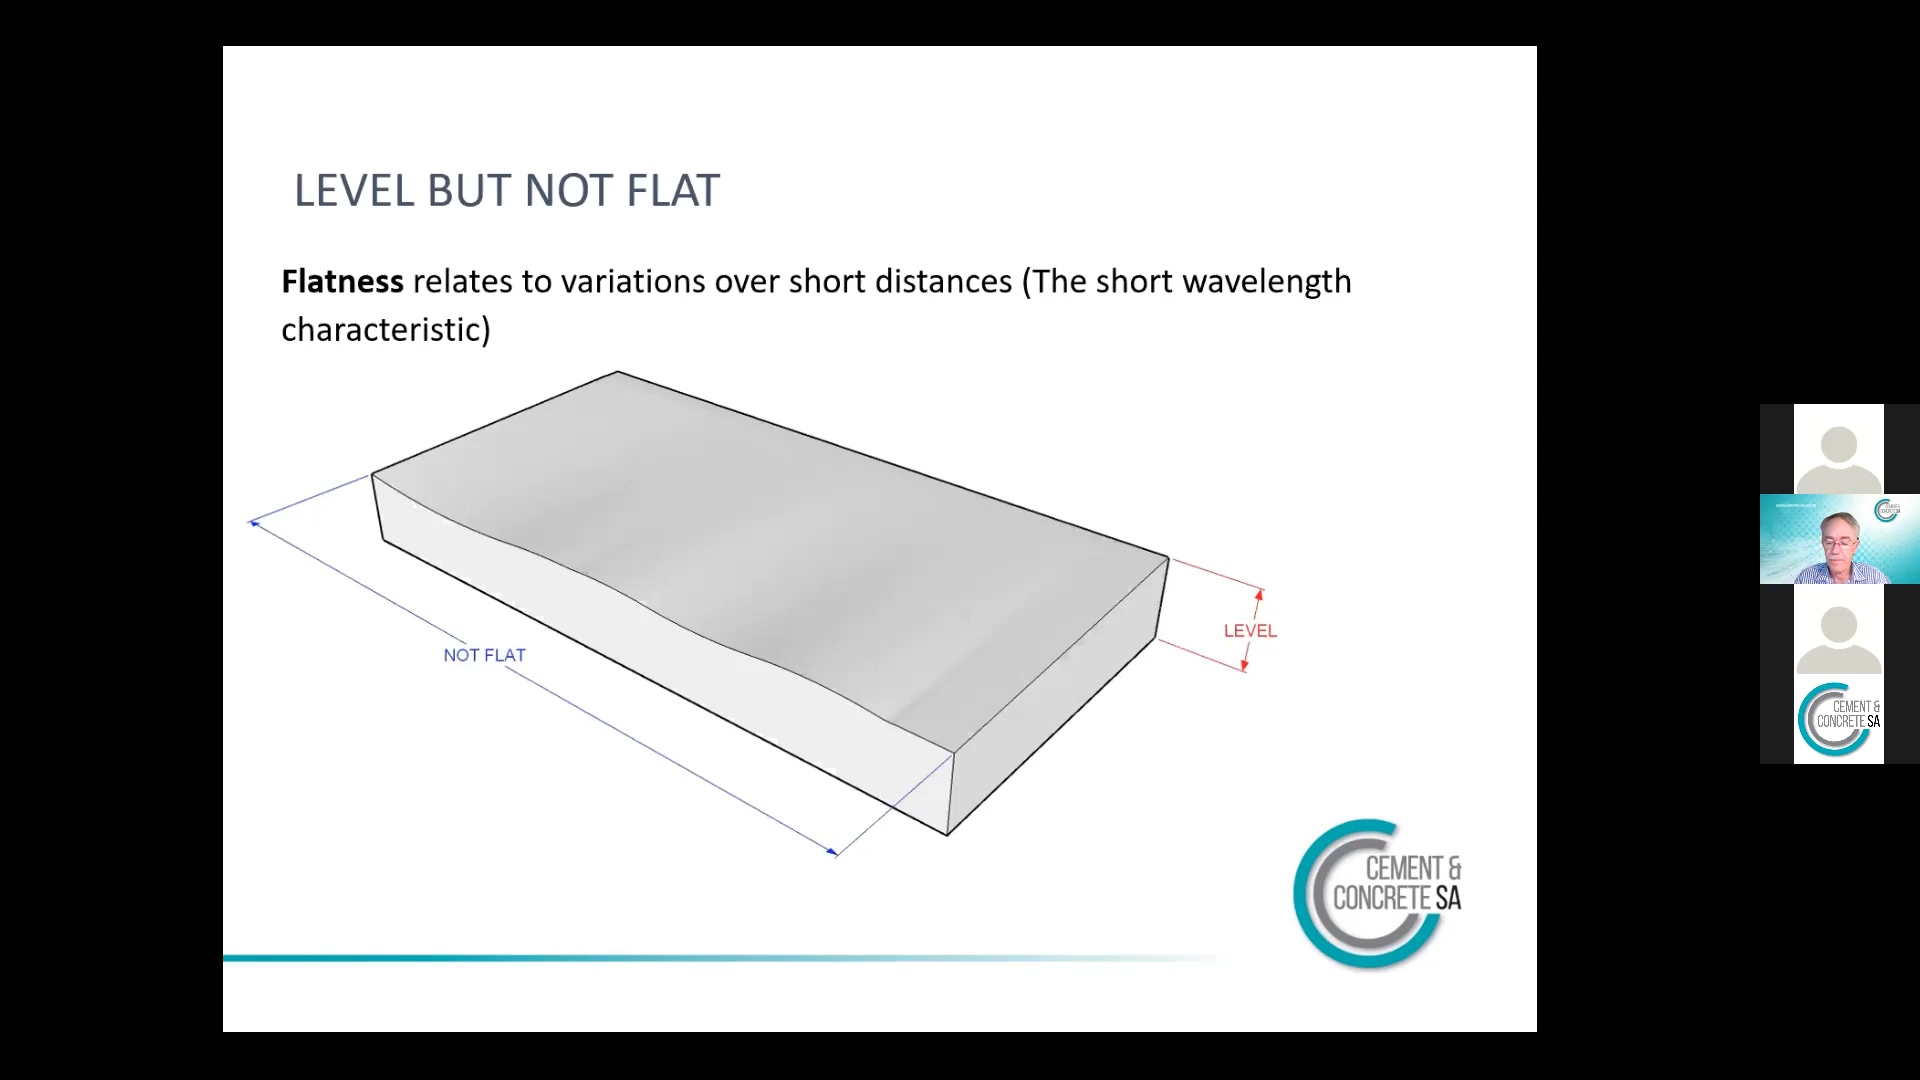 LEVEL BUT NOT FLAT
Flatness relates to variations over short distances (The short wavelength
characteristic)
LEVEL
NOT FLAT
CEMENT &
CONCRETE SA
CEMENT &
CONCRETE SA